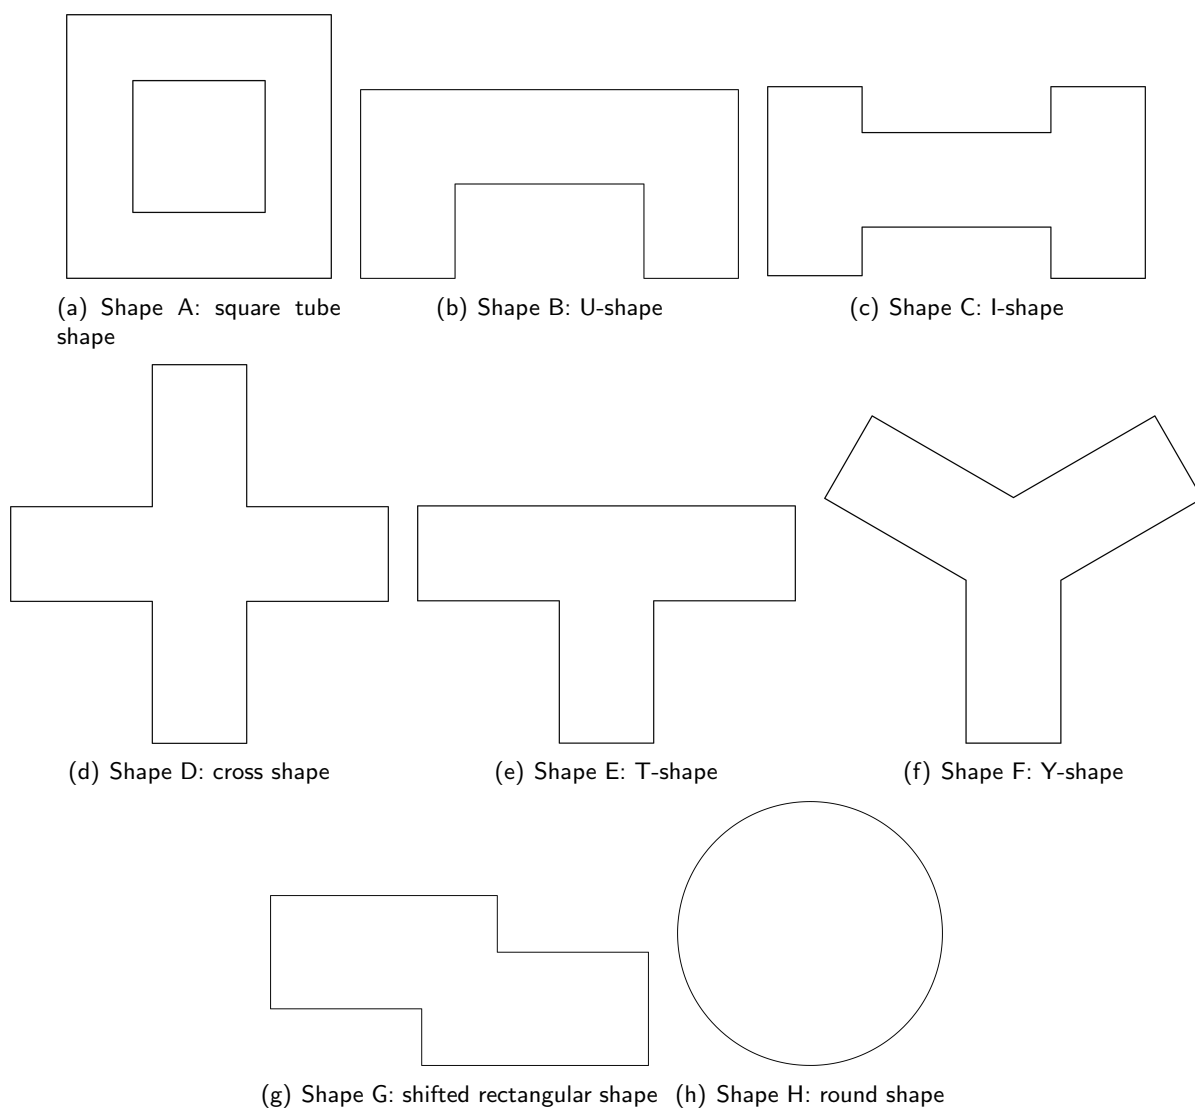 (a) Shape A: square tube
shape
(b) Shape B: U-shape
(c) Shape C: I-shape
(d) Shape D: cross shape
(e) Shape E: T-shape
(f) Shape F: Y-shape
(g) Shape G: shifted rectangular shape
(h) Shape H: round shape